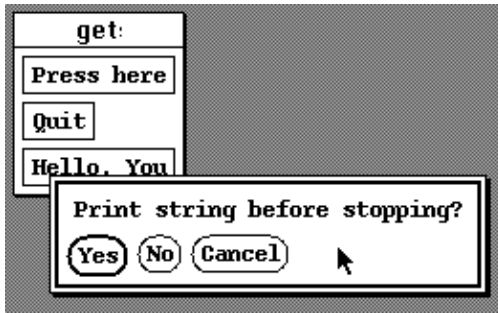 get:
Press here
Quit
Hello, You
Print string before stopping?
Yes No Cancel